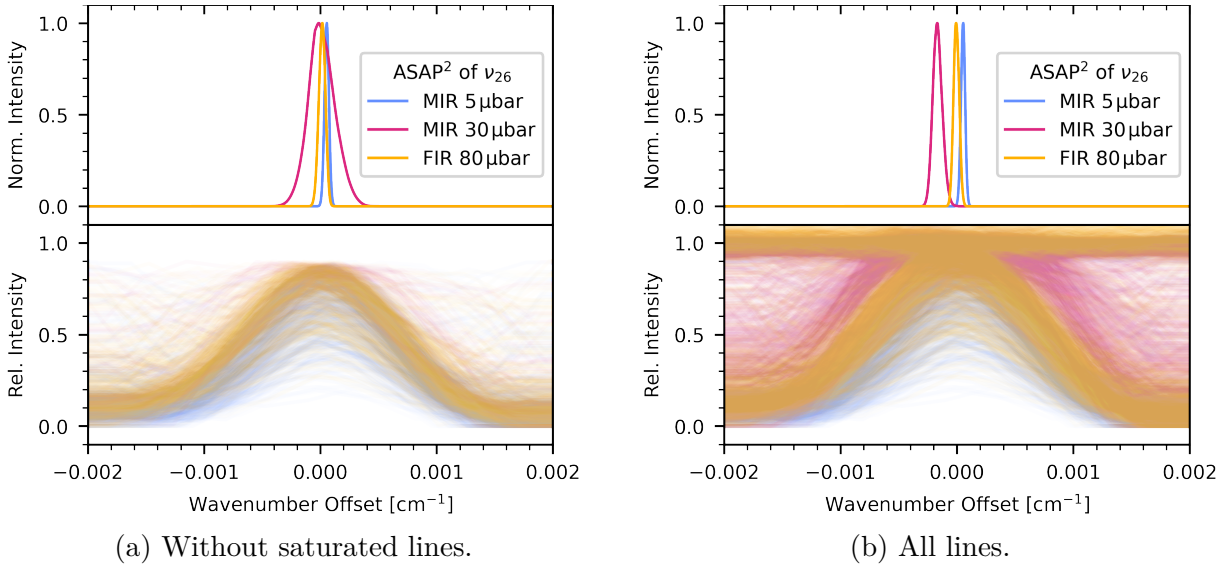 1.0
0.5
0.0
Norm. Intensity
ASAP² of ν₂₆
MIR 5 µbar
MIR 30 µbar
FIR 80 µbar
1.0
0.5
0.0
Rel. Intensity
−0.002 −0.001 0.000 0.001 0.002
Wavenumber Offset [cm⁻¹]
(a) Without saturated lines.
1.0
0.5
0.0
Norm. Intensity
ASAP² of ν₂₆
MIR 5 µbar
MIR 30 µbar
FIR 80 µbar
1.0
0.5
0.0
Rel. Intensity
−0.002 −0.001 0.000 0.001 0.002
Wavenumber Offset [cm⁻¹]
(b) All lines.